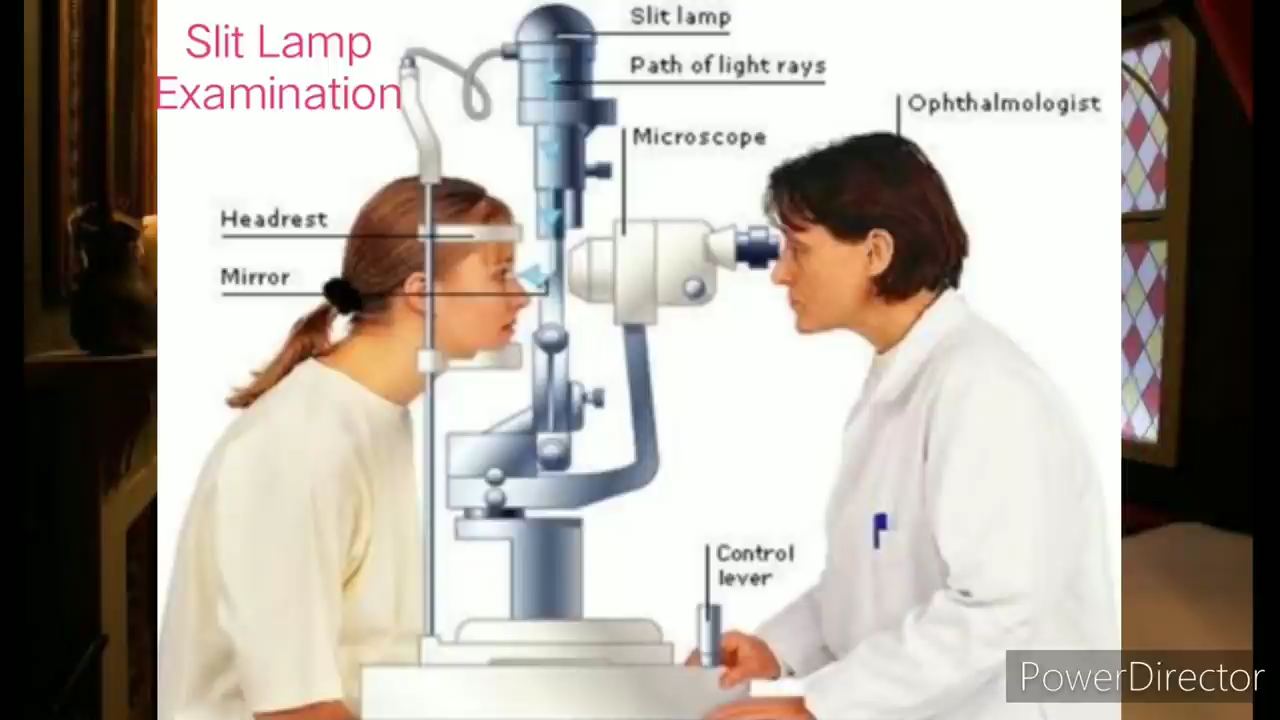 Slit Lamp
Examination
Slit lamp
Path of light rays
Ophthalmologist
Microscope
Headrest
Mirror
Control
lever
PowerDirector